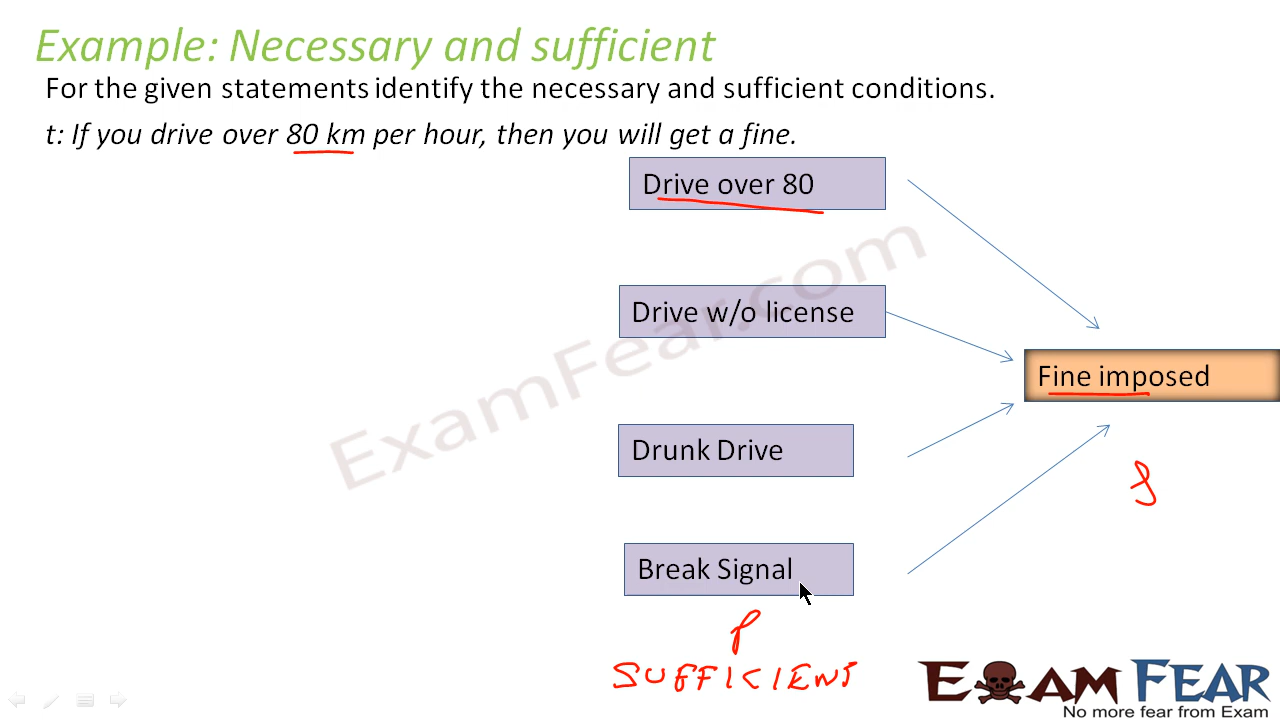 Example: Necessary and sufficient
For the given statements identify the necessary and sufficient conditions.
t: If you drive over 80 km per hour, then you will get a fine.
Drive over 80
Drive w/o license
Fine imposed
Drunk Drive
Break Signal
P
SUFFICIENT
ExamFear.com
EXAM FEAR
No more fear from Exam